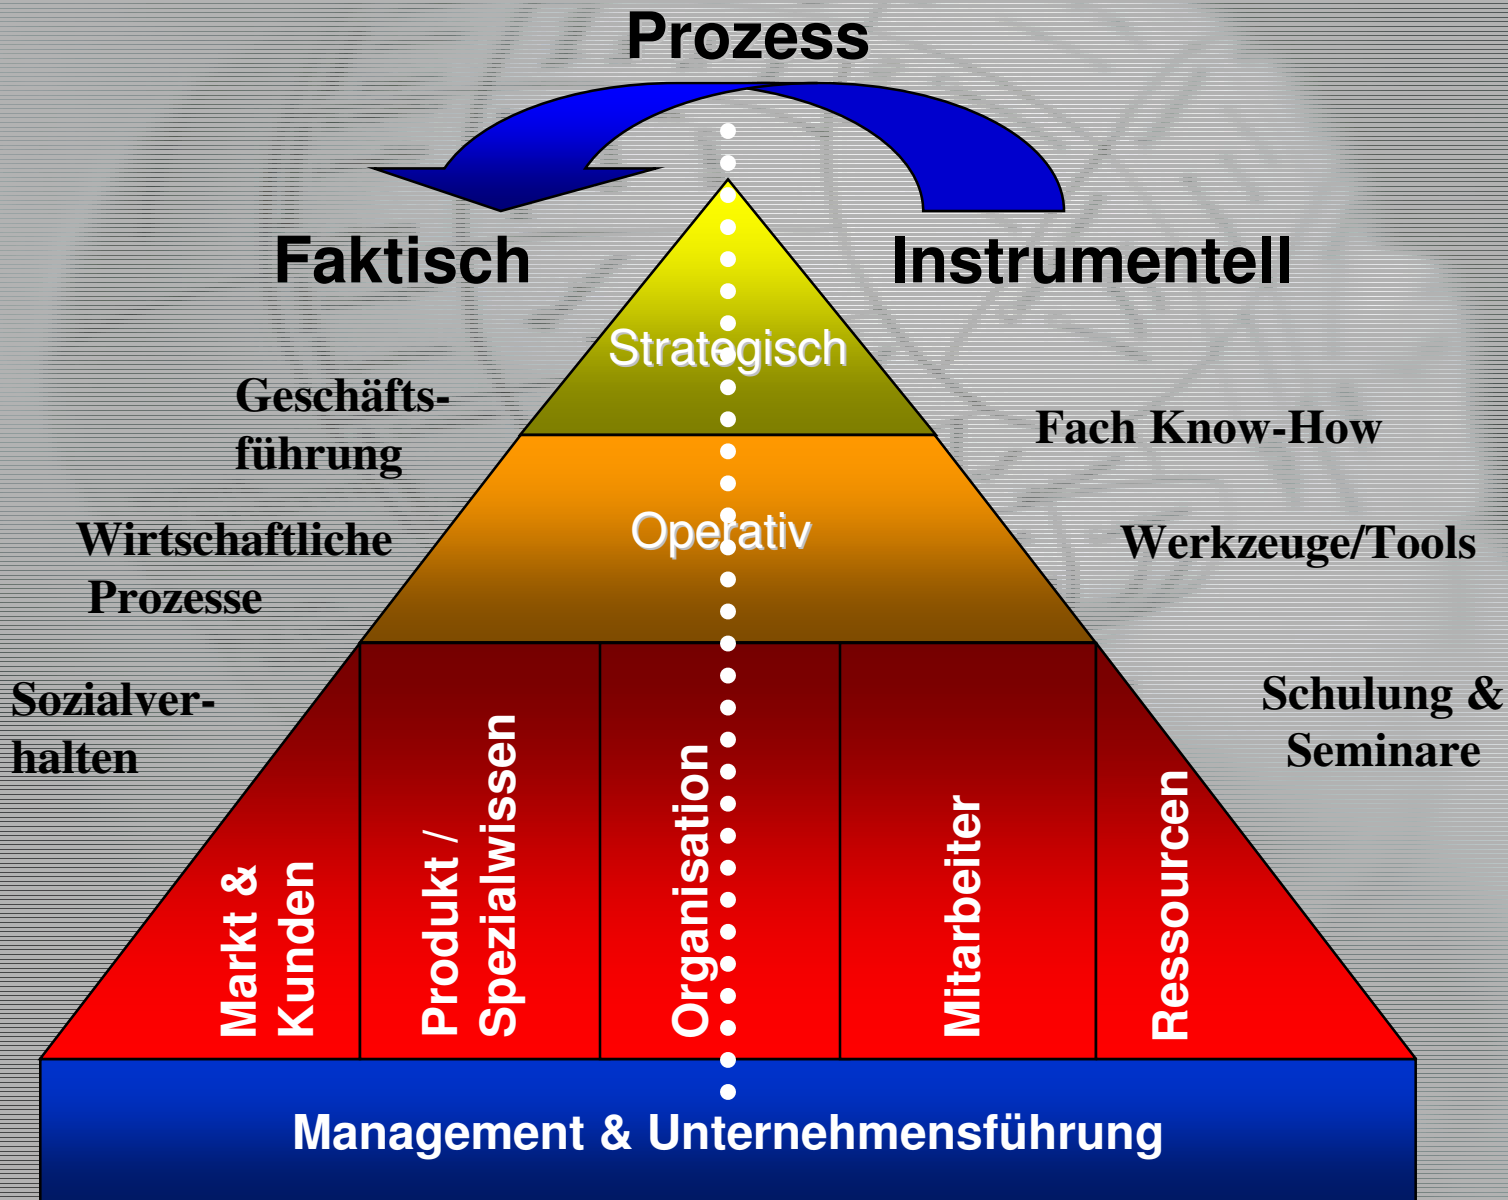 Prozess
Faktisch
Instrumentell
Strategisch
Geschäfts-
führung
Fach Know-How
Operativ
Wirtschaftliche
Prozesse
Werkzeuge/Tools
Sozialver-
halten
Schulung &
Seminare
Markt &
Kunden
Produkt /
Spezialwissen
Organisation
Mitarbeiter
Ressourcen
Management & Unternehmensführung